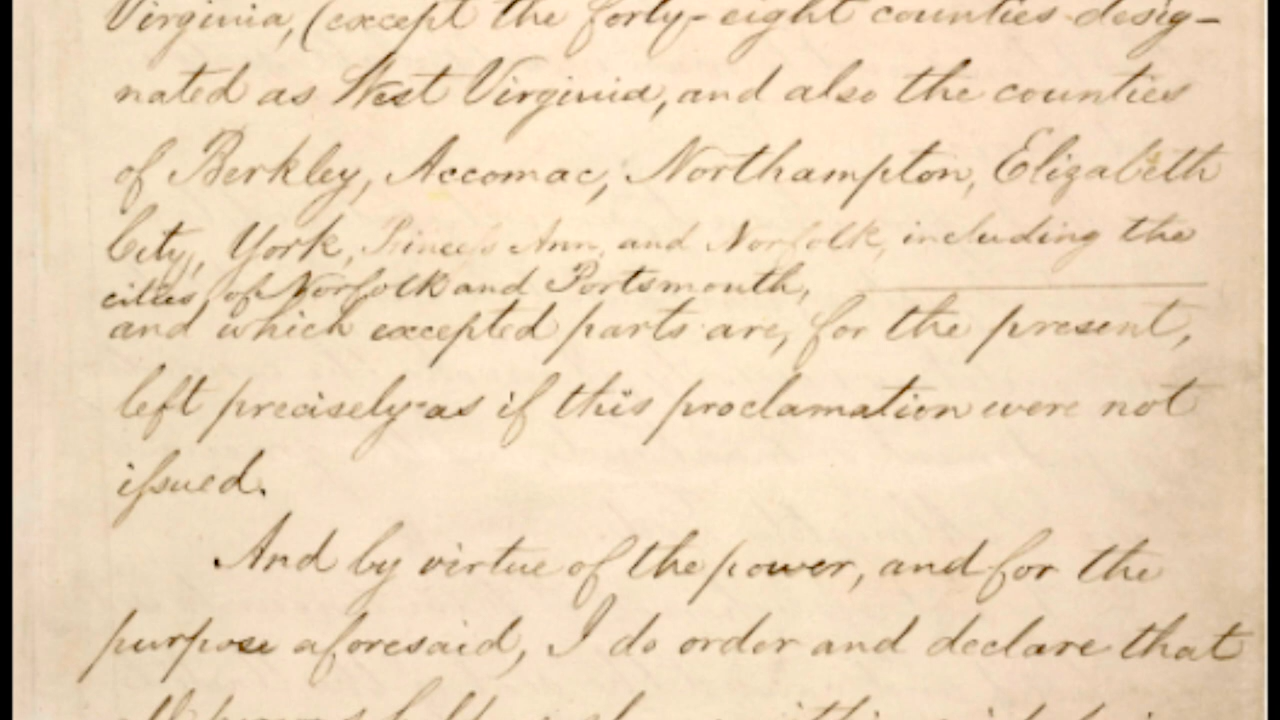 Virginia, (except the forty-eight counties desig-
nated as West Virginia, and also the counties
of Berkley, Accomac, Northampton, Elizabeth
City, York, Princess Ann, and Norfolk, including the
cities of Norfolk and Portsmouth,
and which excepted parts are, for the present,
left precisely as if this proclamation were not
issued.
And by virtue of the power, and for the
purpose aforesaid, I do order and declare that